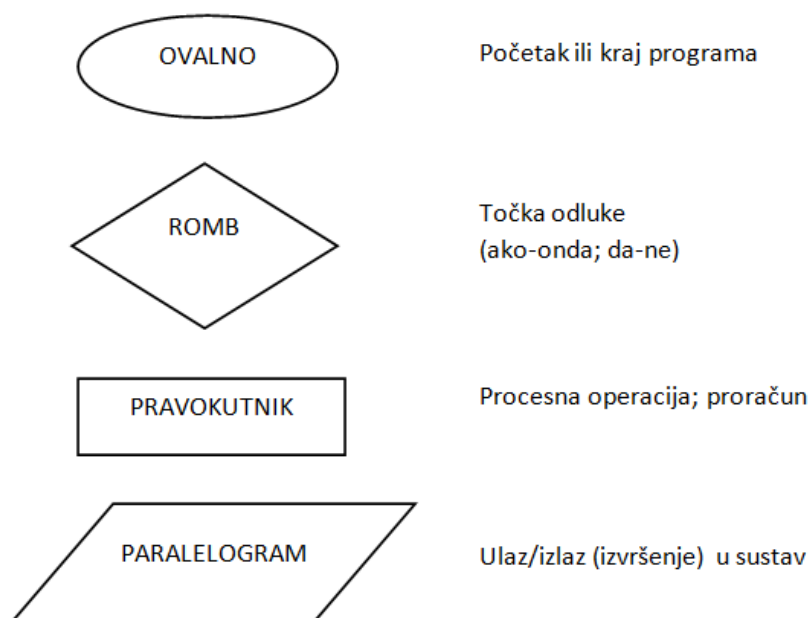 OVALNO
Početak ili kraj programa
ROMB
Točka odluke
(ako-onda; da-ne)
PRAVOKUTNIK
Procesna operacija; proračun
PARALELOGRAM
Ulaz/izlaz (izvršenje) u sustav